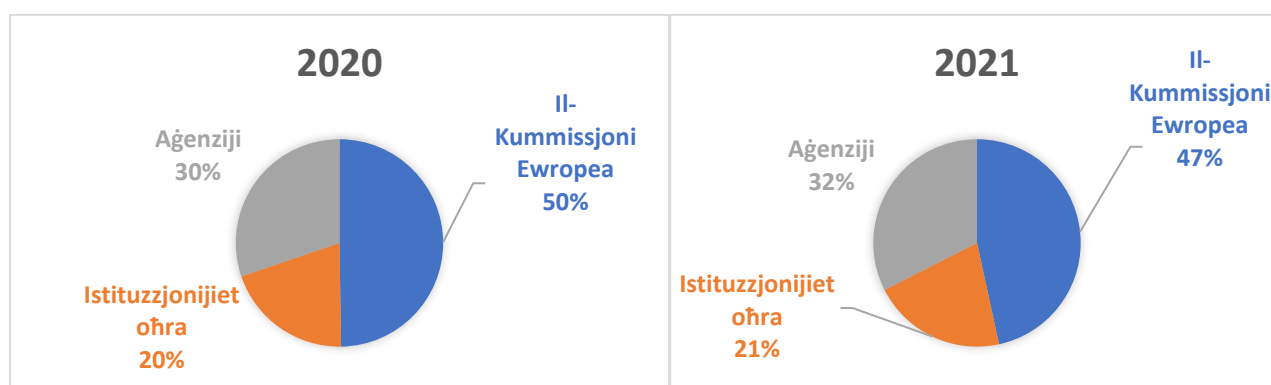 2020
Il-
Kummissjoni
Ewropea
50%
Aġenziji
30%
Istituzzjonijiet
oħra
20%
2021
Il-
Kummissjoni
Ewropea
47%
Aġenziji
32%
Istituzzjonijiet
oħra
21%